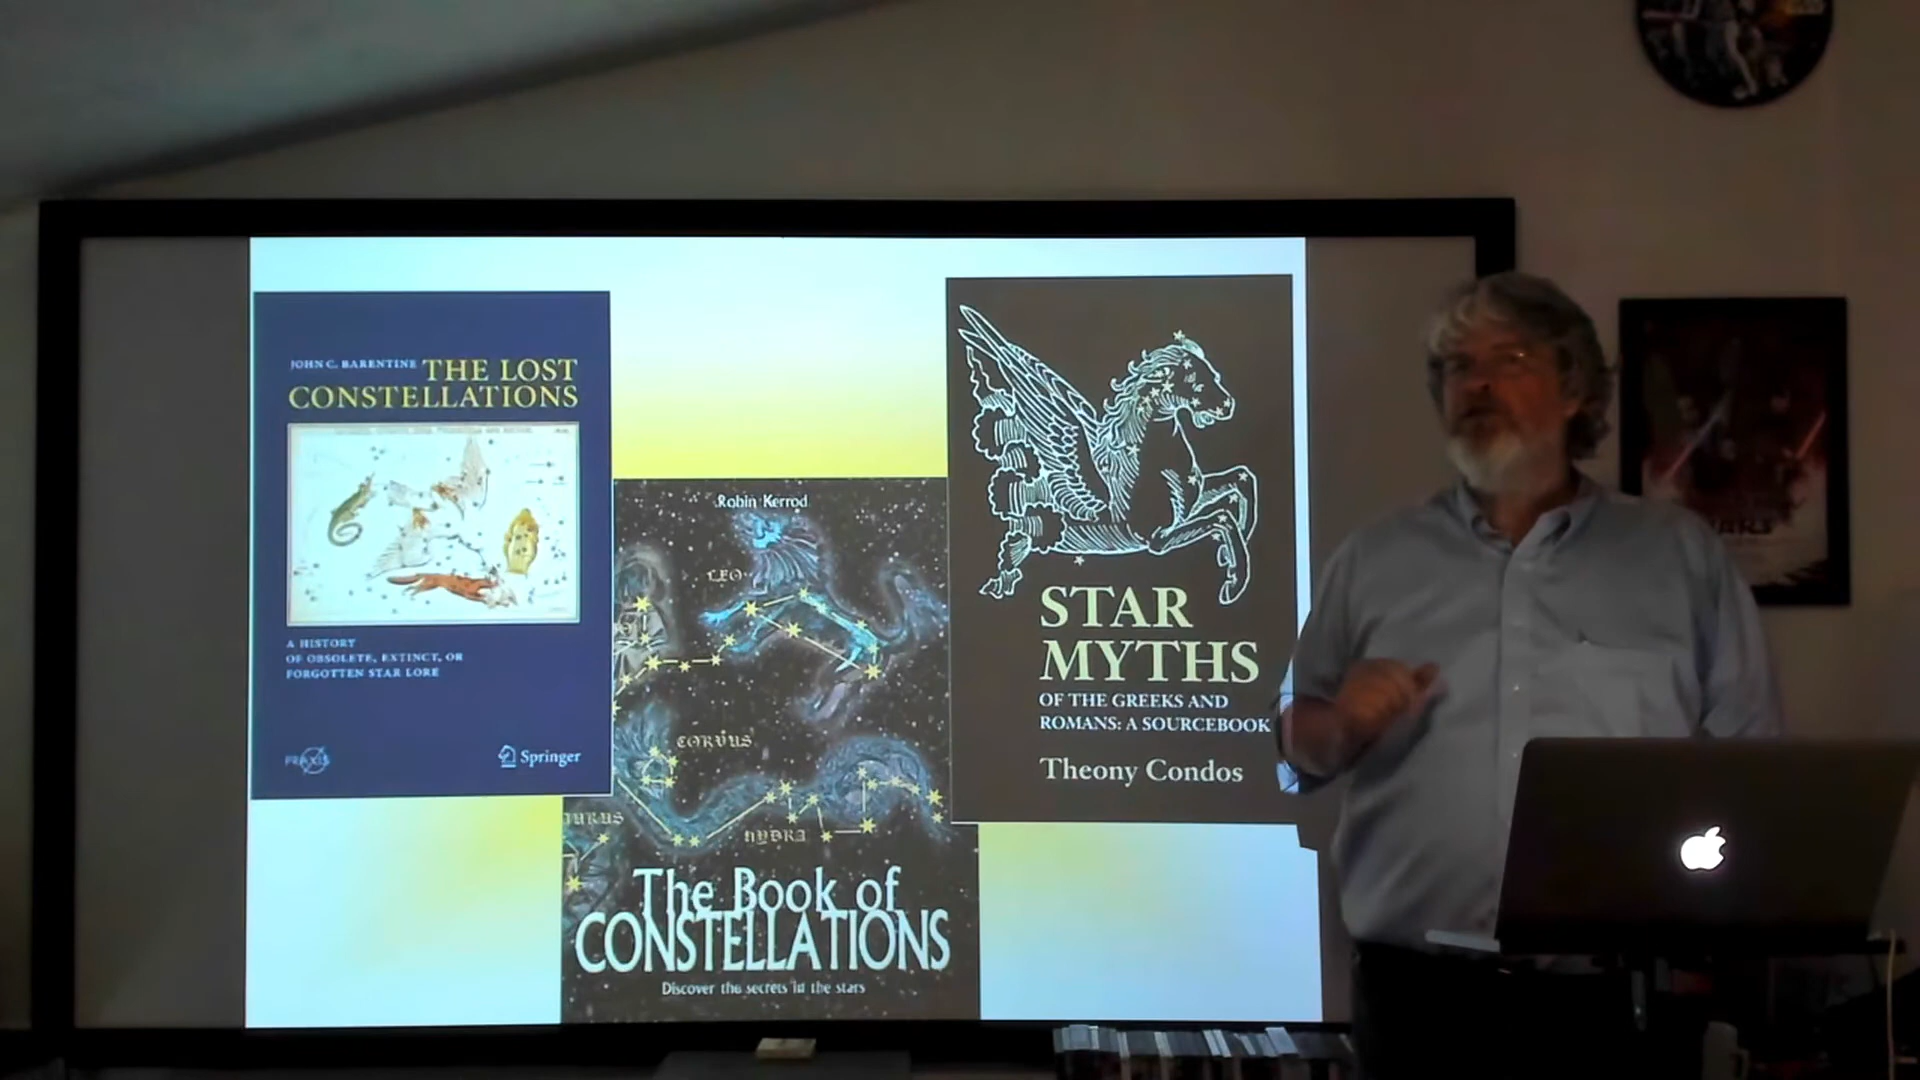 JOHN C. BARENTINE THE LOST
CONSTELLATIONS
A HISTORY
OF OBSOLETE, EXTINCT, OR
FORGOTTEN STAR LORE
PRAXIS
Springer
Robin Kerrod
LEO
CORVUS
HYDRA
The Book of
CONSTELLATIONS
Discover the secrets in the stars
STAR
MYTHS
OF THE GREEKS AND
ROMANS: A SOURCEBOOK
Theony Condos